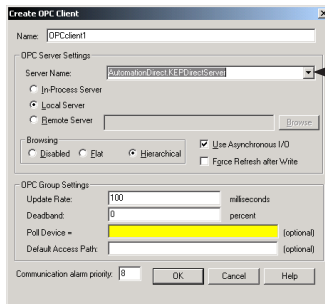 Create OPC Client
Name: OPCclient1
OPC Server Settings
Server Name: AutomationDirect.KEPDirectServer
In-Process Server
Local Server
Remote Server Browse
Browsing
Disabled Flat Hierarchical
Use Asynchronous I/O
Force Refresh after Write
OPC Group Settings
Update Rate: 100 milliseconds
Deadband: 0 percent
Poll Device = (optional)
Default Access Path: (optional)
Communication alarm priority: 8 OK Cancel Help